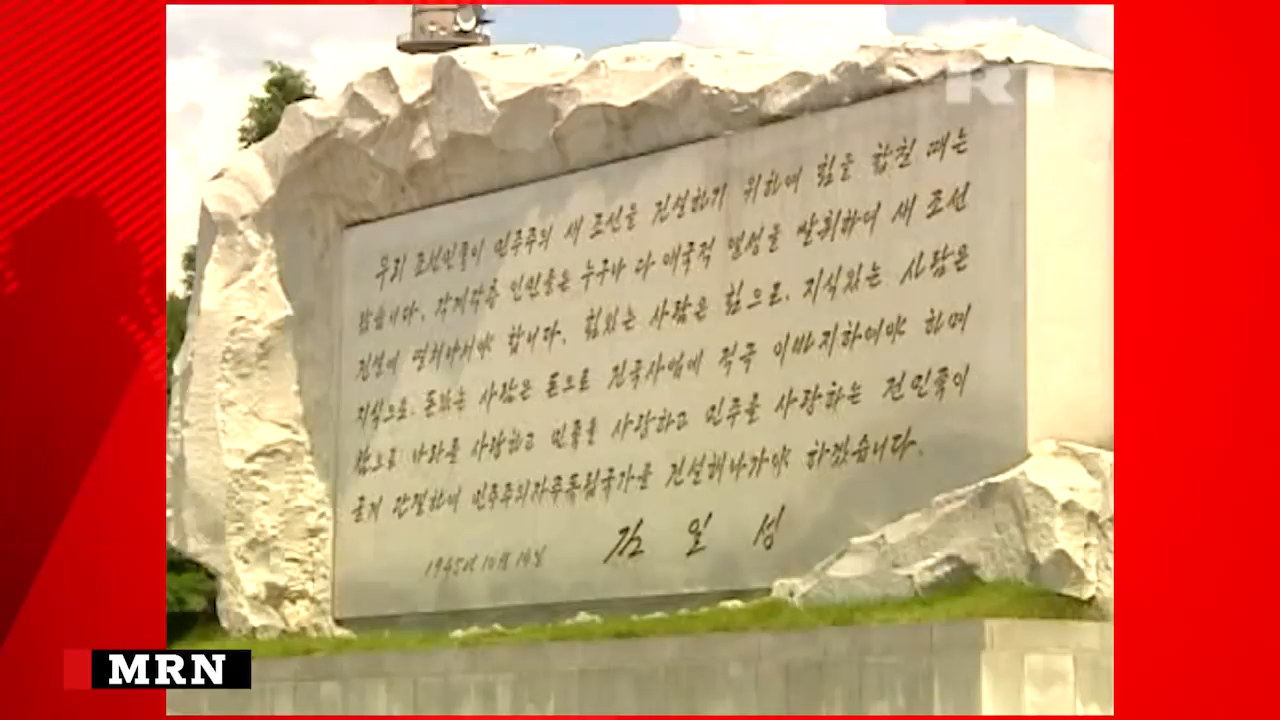 RT
우리 조선인민이 민주주의 새 조선을 건설하기 위하여 힘을 합친 때는
왔습니다. 각계각층 인민들은 누구나 다 애국적 열성을 발휘하여 새 조선
건설에 떨쳐나서야 합니다. 힘있는 사람은 힘으로, 지식있는 사람은
지식으로, 돈있는 사람은 돈으로 건국사업에 적극 이바지하여야 하며
참으로 나라를 사랑하고 민족을 사랑하고 민주를 사랑하는 전민족이
굳게 단결하여 민주주의자주독립국가를 건설해나가야 하겠습니다.
1945년 10월 14일 김 일 성
MRN